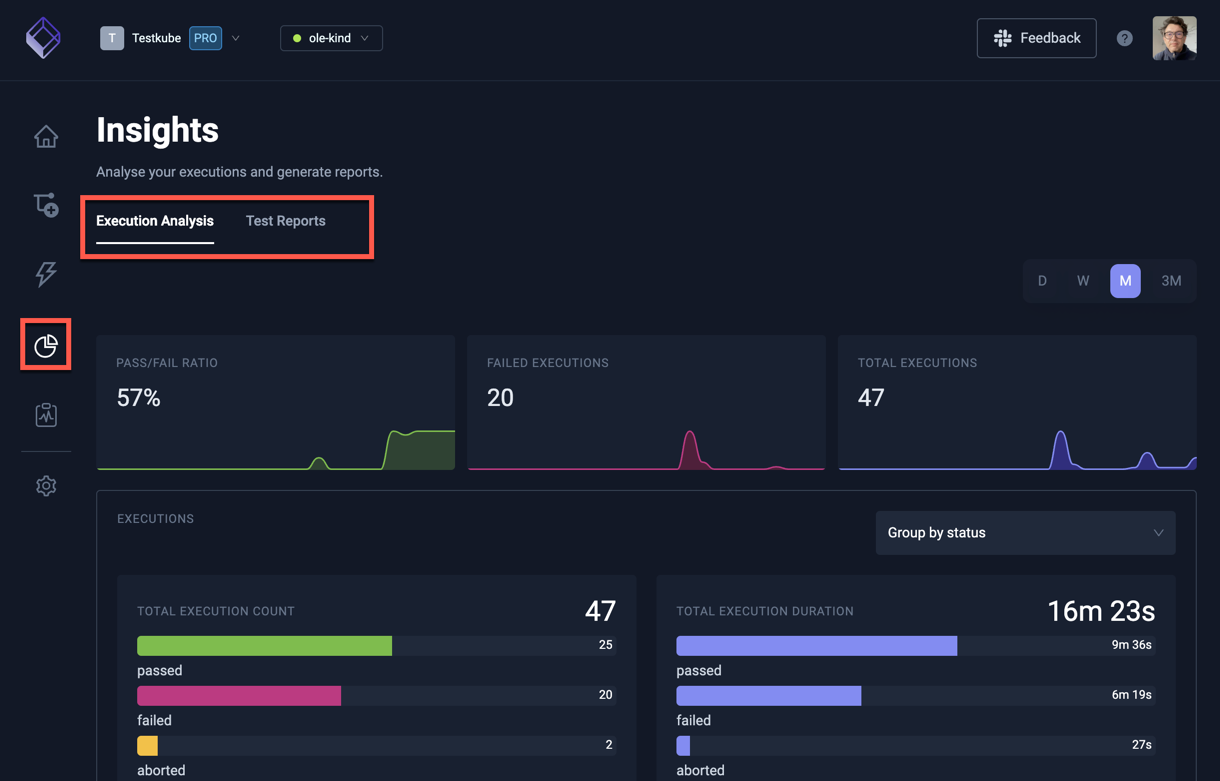 T Testkube PRO ole-kind Feedback ?
Insights
Analyse your executions and generate reports.
Execution Analysis Test Reports
D W M 3M
PASS/FAIL RATIO FAILED EXECUTIONS TOTAL EXECUTIONS
57% 20 47
EXECUTIONS
Group by status
TOTAL EXECUTION COUNT 47 TOTAL EXECUTION DURATION 16m 23s
25 9m 36s
passed passed
20 6m 19s
failed failed
2 27s
aborted aborted